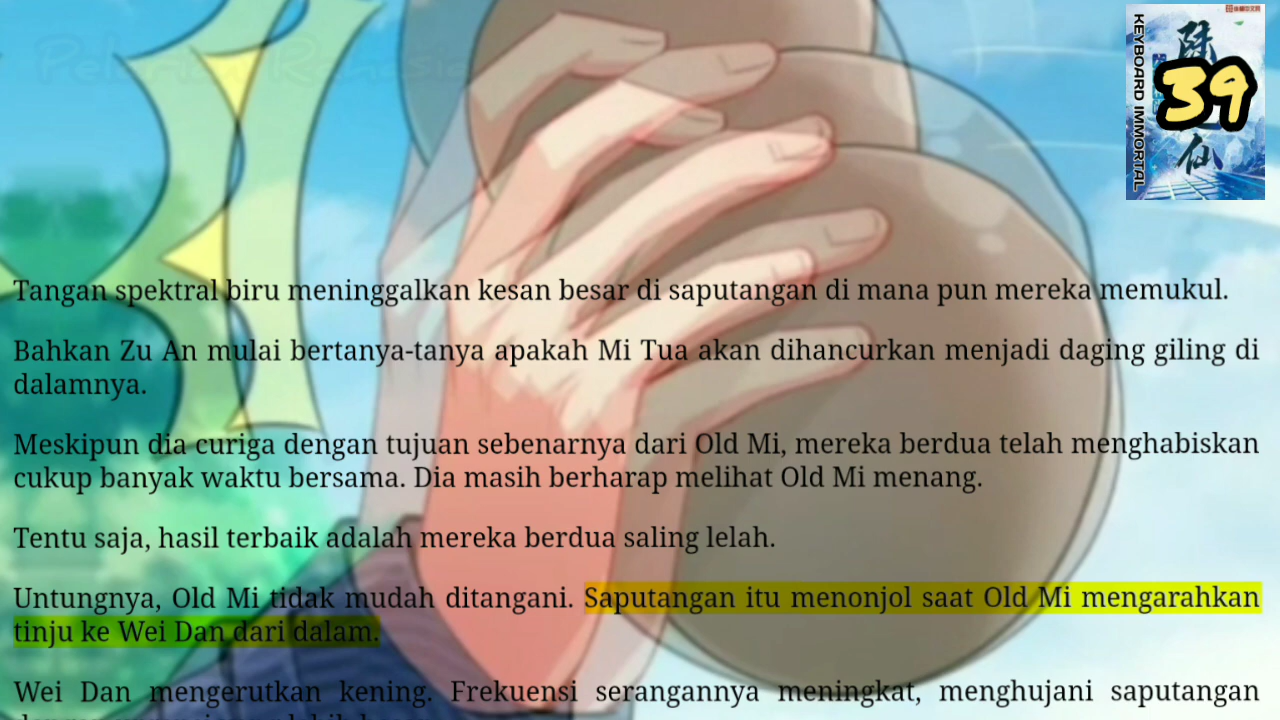 KEYBOARD IMMORTAL
39
仙
Tangan spektral biru meninggalkan kesan besar di saputangan di mana pun mereka memukul.
Bahkan Zu An mulai bertanya-tanya apakah Mi Tua akan dihancurkan menjadi daging giling di
dalamnya.
Meskipun dia curiga dengan tujuan sebenarnya dari Old Mi, mereka berdua telah menghabiskan
cukup banyak waktu bersama. Dia masih berharap melihat Old Mi menang.
Tentu saja, hasil terbaik adalah mereka berdua saling lelah.
Untungnya, Old Mi tidak mudah ditangani. Saputangan itu menonjol saat Old Mi mengarahkan
tinju ke Wei Dan dari dalam.
Wei Dan mengerutkan kening. Frekuensi serangannya meningkat, menghujani saputangan